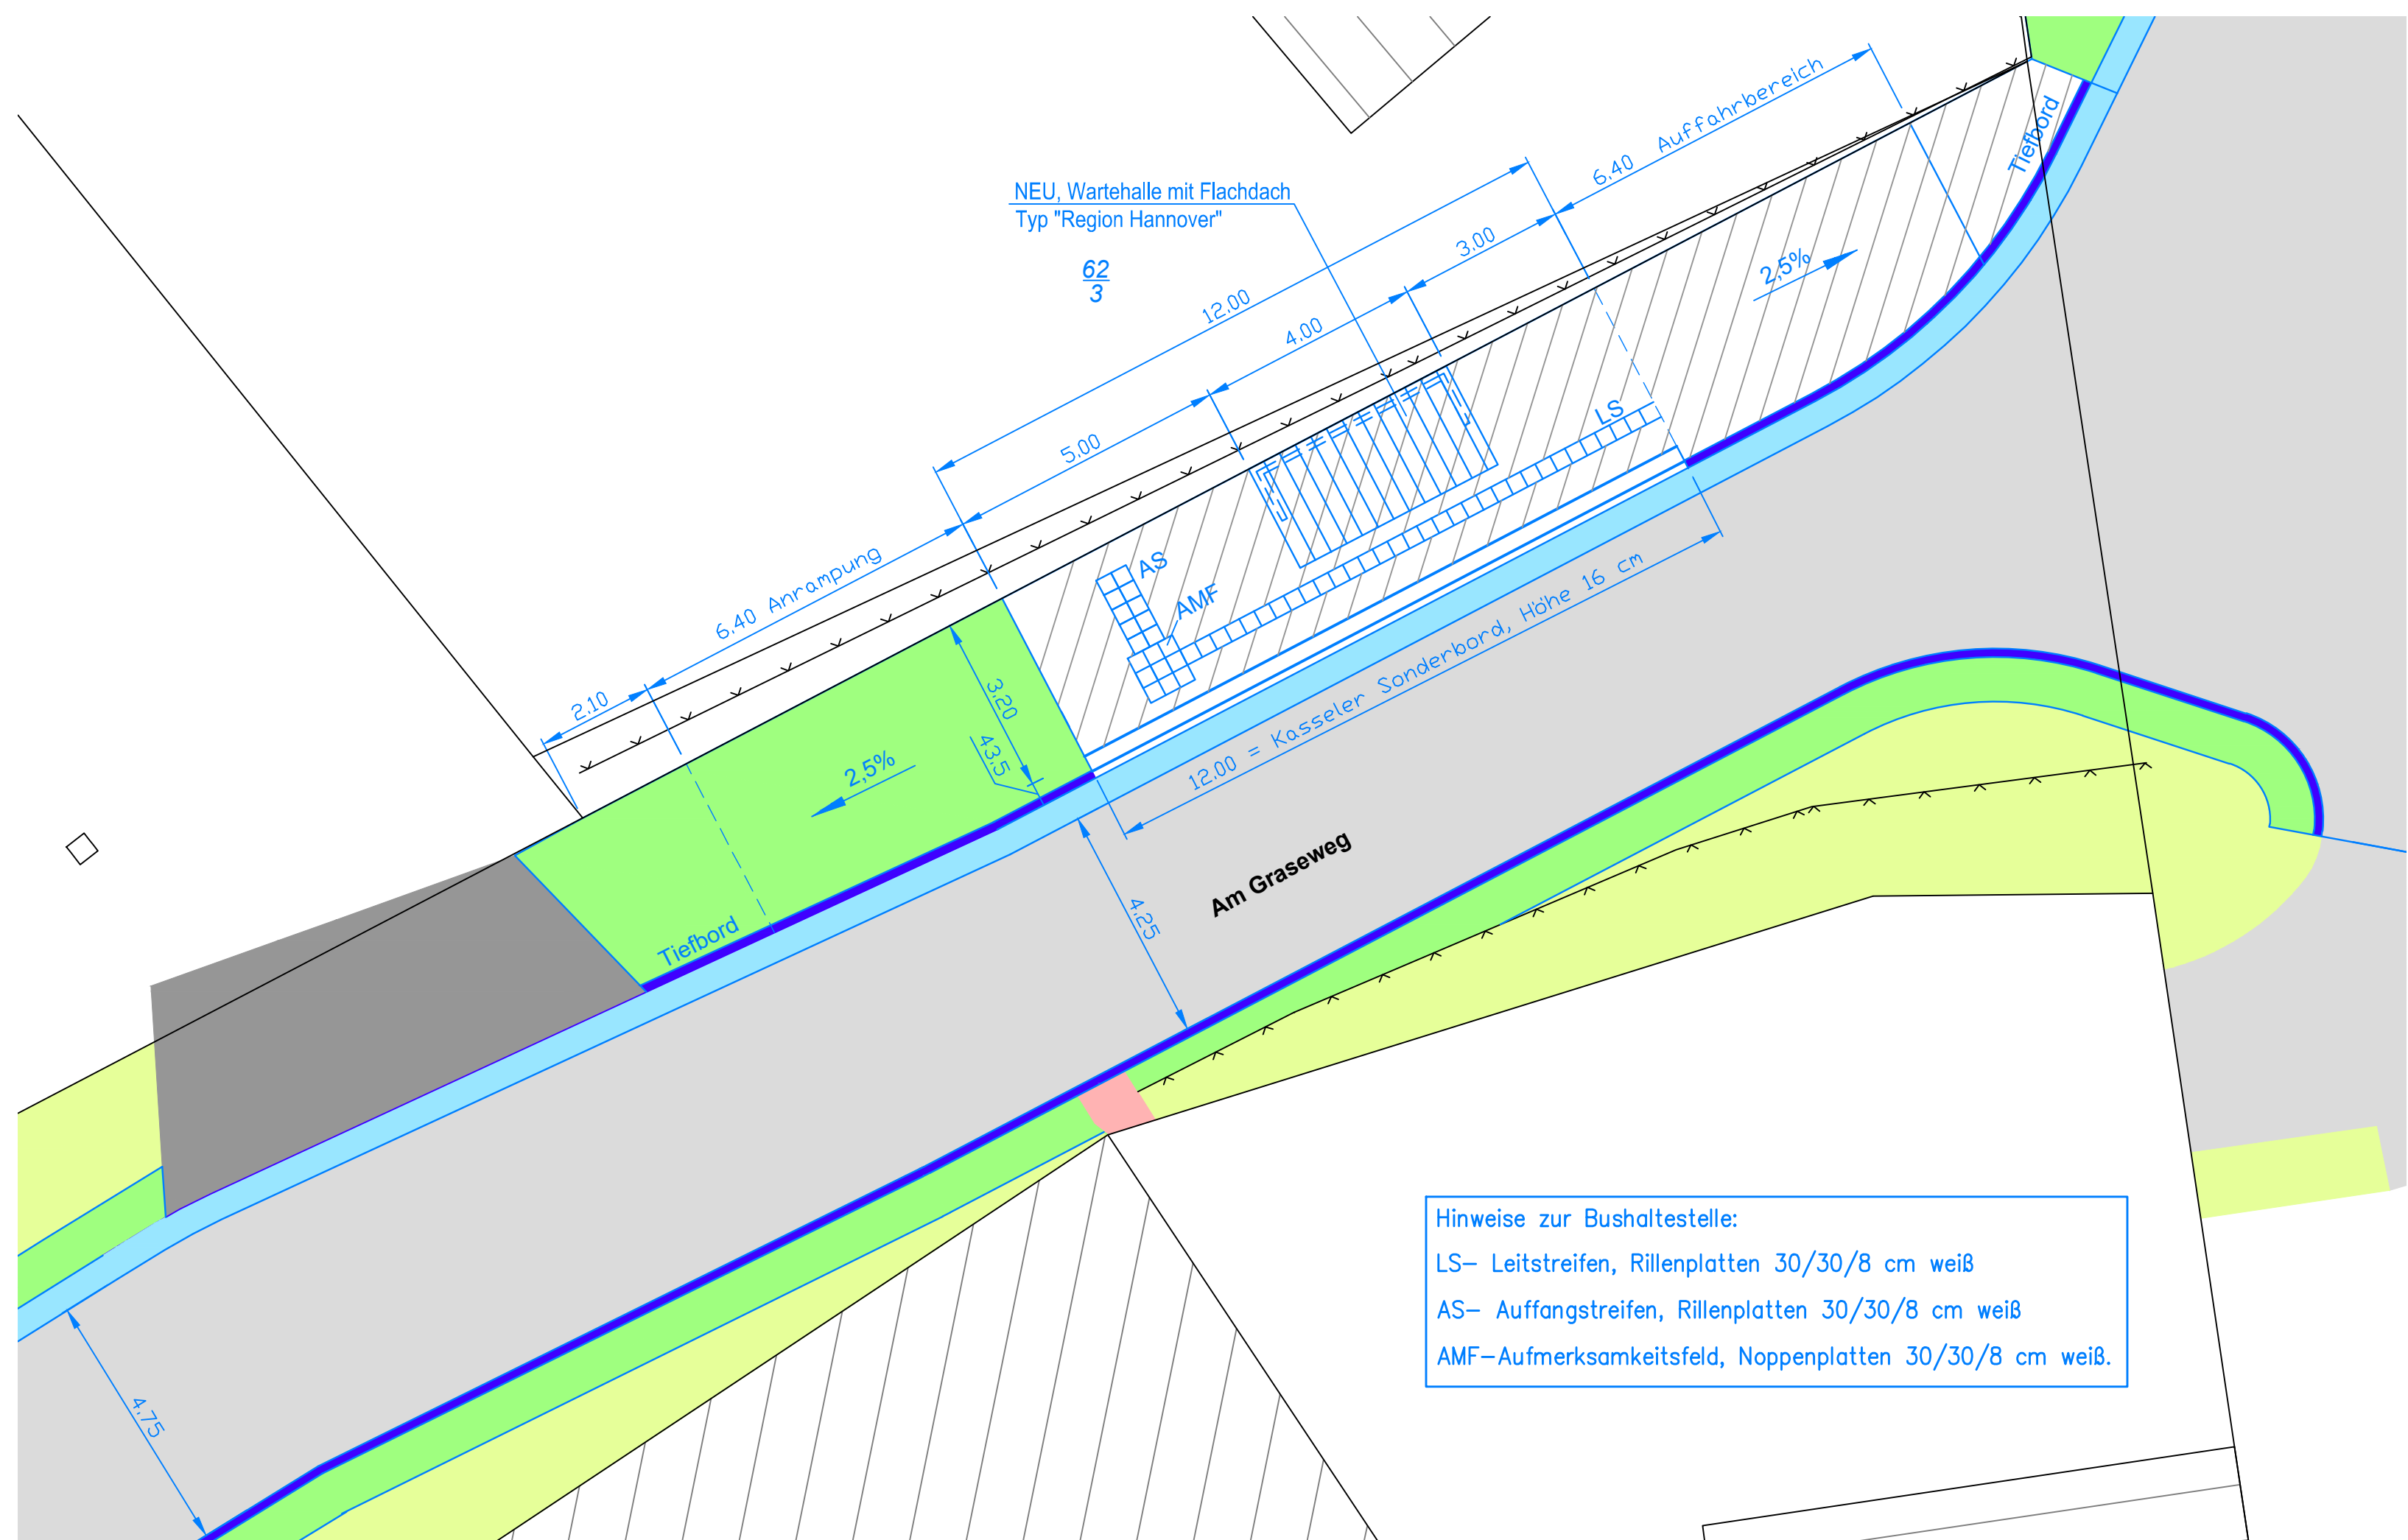 NEU, Wartehalle mit Flachdach
Typ "Region Hannover"
62
3
6.40 Auffahrbereich
Tiefbord
3.00
2,5%
12.00
4.00
LS
5.00
AS
AMF
6.40 Anrampung
2.10
3.20
43,5
2,5%
12.00 = Kasseler Sonderbord, Höhe 16 cm
Tiefbord
4.25
Am Graseweg
4.75
Hinweise zur Bushaltestelle:
LS- Leitstreifen, Rillenplatten 30/30/8 cm weiß
AS- Auffangstreifen, Rillenplatten 30/30/8 cm weiß
AMF-Aufmerksamkeitsfeld, Noppenplatten 30/30/8 cm weiß.